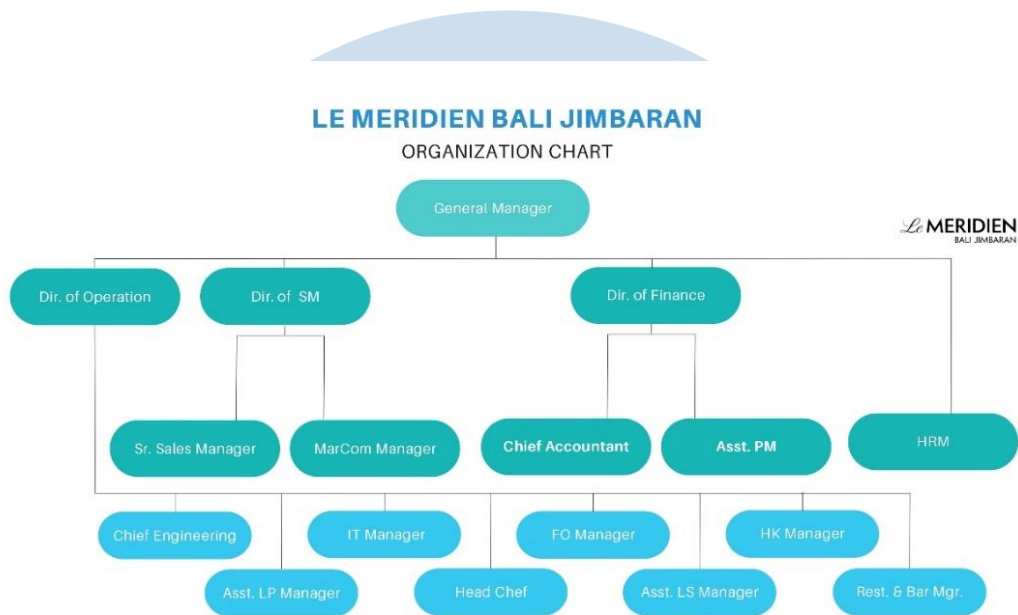 LE MERIDIEN BALI JIMBARAN
ORGANIZATION CHART
General Manager
Le MERIDIEN
BALI JIMBARAN
Dir. of Operation
Dir. of SM
Dir. of Finance
Sr. Sales Manager
MarCom Manager
Chief Accountant
Asst. PM
HRM
Chief Engineering
IT Manager
FO Manager
HK Manager
Asst. LP Manager
Head Chef
Asst. LS Manager
Rest. & Bar Mgr.